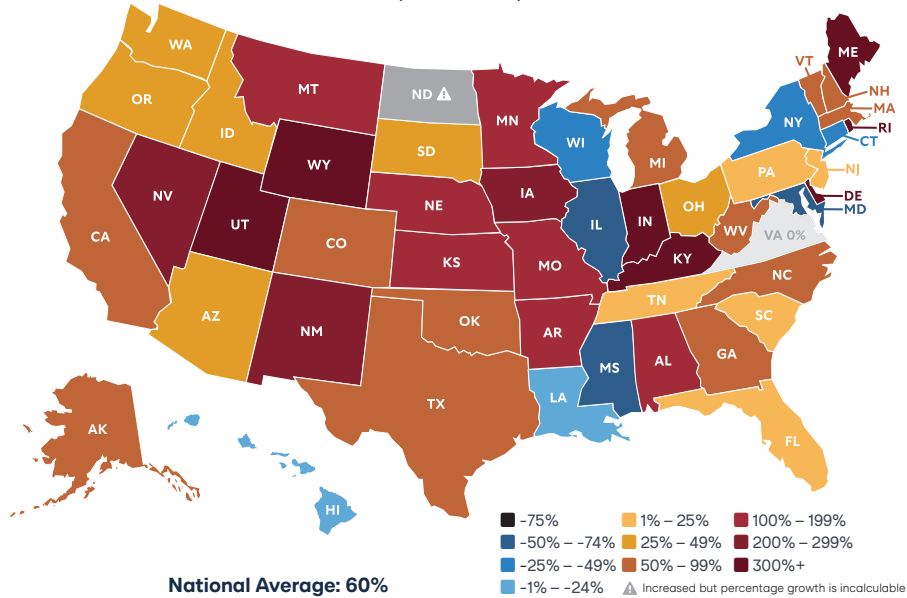 WA
OR
ID
MT
ND
SD
MN
WI
MI
VT
ME
NH
MA
RI
CT
NY
NJ
PA
DE
MD
WY
NV
UT
CA
CO
NE
IA
IL
IN
OH
WV
VA 0%
KY
KS
MO
NC
TN
SC
AZ
NM
OK
AR
MS
AL
GA
TX
LA
FL
AK
HI
-75%
-50% – -74%
-25% – -49%
-1% – -24%
1% – 25%
25% – 49%
50% – 99%
Increased but percentage growth is incalculable
100% – 199%
200% – 299%
300%+
National Average: 60%